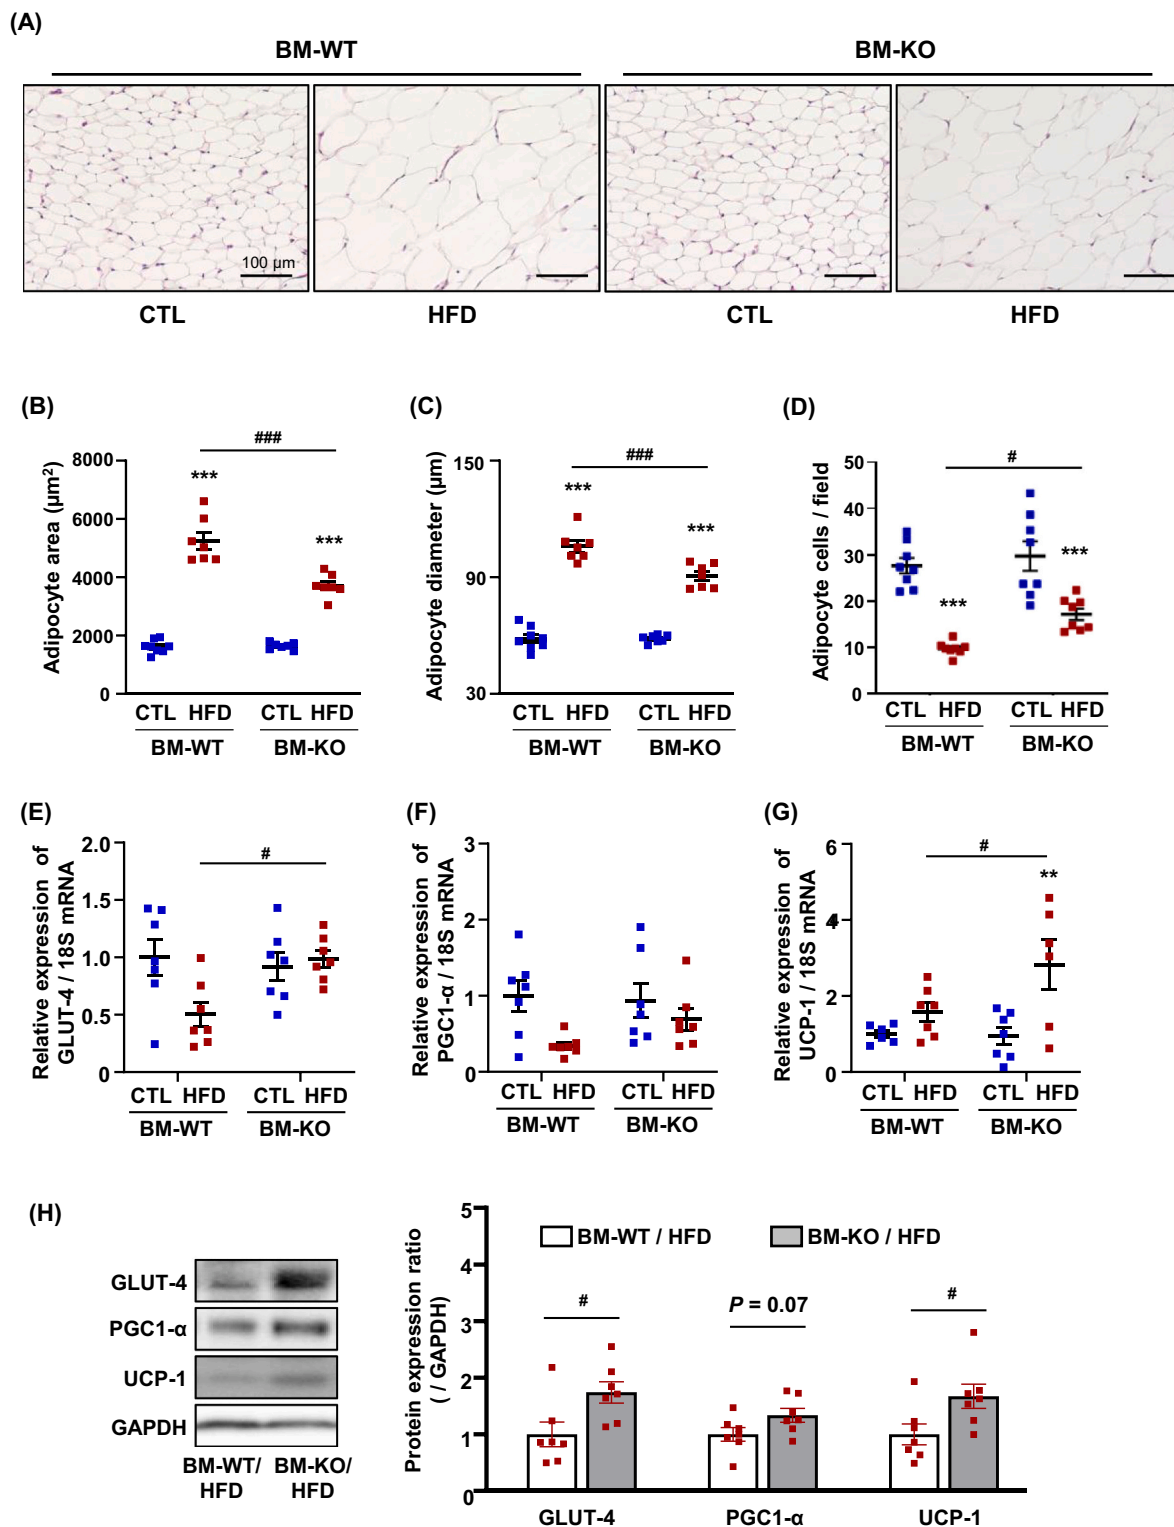 (A)
BM-WT BM-KO
100 µm
CTL HFD CTL HFD
(B)
Adipocyte area (µm²)
8000
6000
4000
2000
0
###
***
***
CTL HFD CTL HFD
BM-WT BM-KO
(C)
Adipocyte diameter (µm)
150
90
30
###
***
***
CTL HFD CTL HFD
BM-WT BM-KO
(D)
Adipocyte cells / field
50
40
30
20
10
0
#
***
***
CTL HFD CTL HFD
BM-WT BM-KO
(E)
Relative expression of
GLUT-4 / 18S mRNA
2.0
1.5
1.0
0.5
0
#
CTL HFD CTL HFD
BM-WT BM-KO
(F)
Relative expression of
PGC1-α / 18S mRNA
3
2
1
0
CTL HFD CTL HFD
BM-WT BM-KO
(G)
Relative expression of
UCP-1 / 18S mRNA
6
4
2
0
#
**
CTL HFD CTL HFD
BM-WT BM-KO
(H)
GLUT-4
PGC1-α
UCP-1
GAPDH
BM-WT/ BM-KO/
HFD HFD
Protein expression ratio
( / GAPDH)
5
4
3
2
1
0
BM-WT / HFD BM-KO / HFD
# P = 0.07 #
GLUT-4 PGC1-α UCP-1